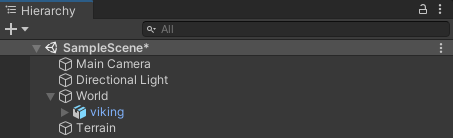 Hierarchy
All
SampleScene*
Main Camera
Directional Light
World
viking
Terrain